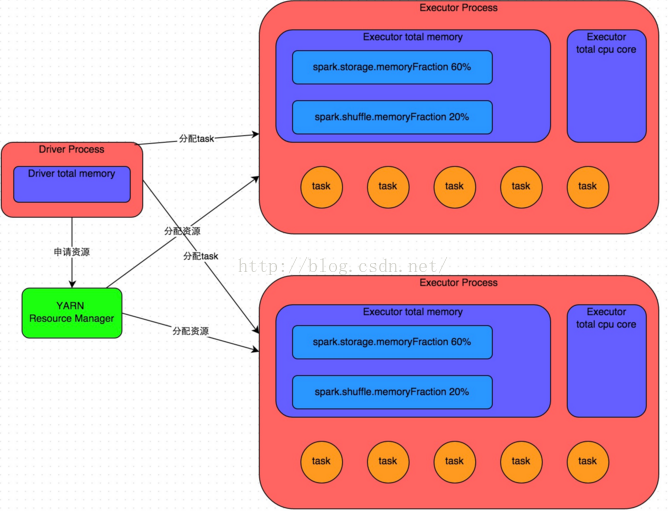 Executor Process
Executor total memory
spark.storage.memoryFraction 60%
spark.shuffle.memoryFraction 20%
Executor
total cpu core
task
task
task
task
task
Driver Process
Driver total memory
分配task
申请资源
分配资源
分配task
YARN
Resource Manager
分配资源
http://blog.csdn.net/
Executor Process
Executor total memory
spark.storage.memoryFraction 60%
spark.shuffle.memoryFraction 20%
Executor
total cpu core
task
task
task
task
task